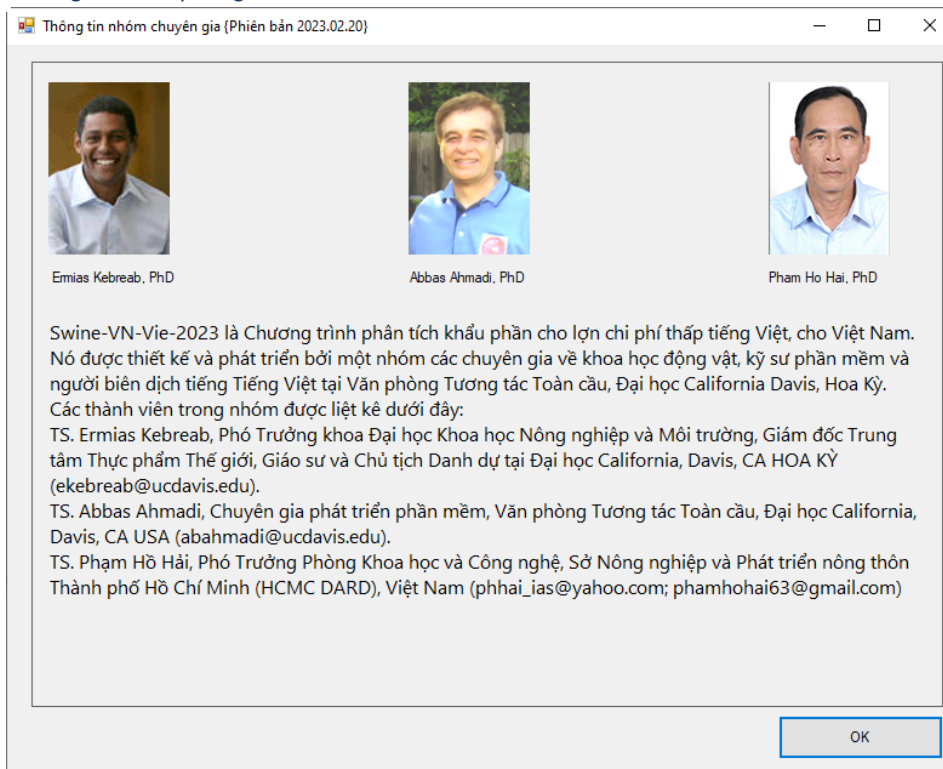 Thông tin nhóm chuyên gia {Phiên bản 2023.02.20}
Ermias Kebreab, PhD
Abbas Ahmadi, PhD
Pham Ho Hai, PhD
Swine-VN-Vie-2023 là Chương trình phân tích khẩu phần cho lợn chi phí thấp tiếng Việt, cho Việt Nam.
Nó được thiết kế và phát triển bởi một nhóm các chuyên gia về khoa học động vật, kỹ sư phần mềm và
người biên dịch tiếng Tiếng Việt tại Văn phòng Tương tác Toàn cầu, Đại học California Davis, Hoa Kỳ.
Các thành viên trong nhóm được liệt kê dưới đây:
TS. Ermias Kebreab, Phó Trưởng khoa Đại học Khoa học Nông nghiệp và Môi trường, Giám đốc Trung
tâm Thực phẩm Thế giới, Giáo sư và Chủ tịch Danh dự tại Đại học California, Davis, CA HOA KỲ
(ekebreab@ucdavis.edu).
TS. Abbas Ahmadi, Chuyên gia phát triển phần mềm, Văn phòng Tương tác Toàn cầu, Đại học California,
Davis, CA USA (abahmadi@ucdavis.edu).
TS. Phạm Hồ Hải, Phó Trưởng Phòng Khoa học và Công nghệ, Sở Nông nghiệp và Phát triển nông thôn
Thành phố Hồ Chí Minh (HCMC DARD), Việt Nam (phhai_ias@yahoo.com; phamhohai63@gmail.com)
OK